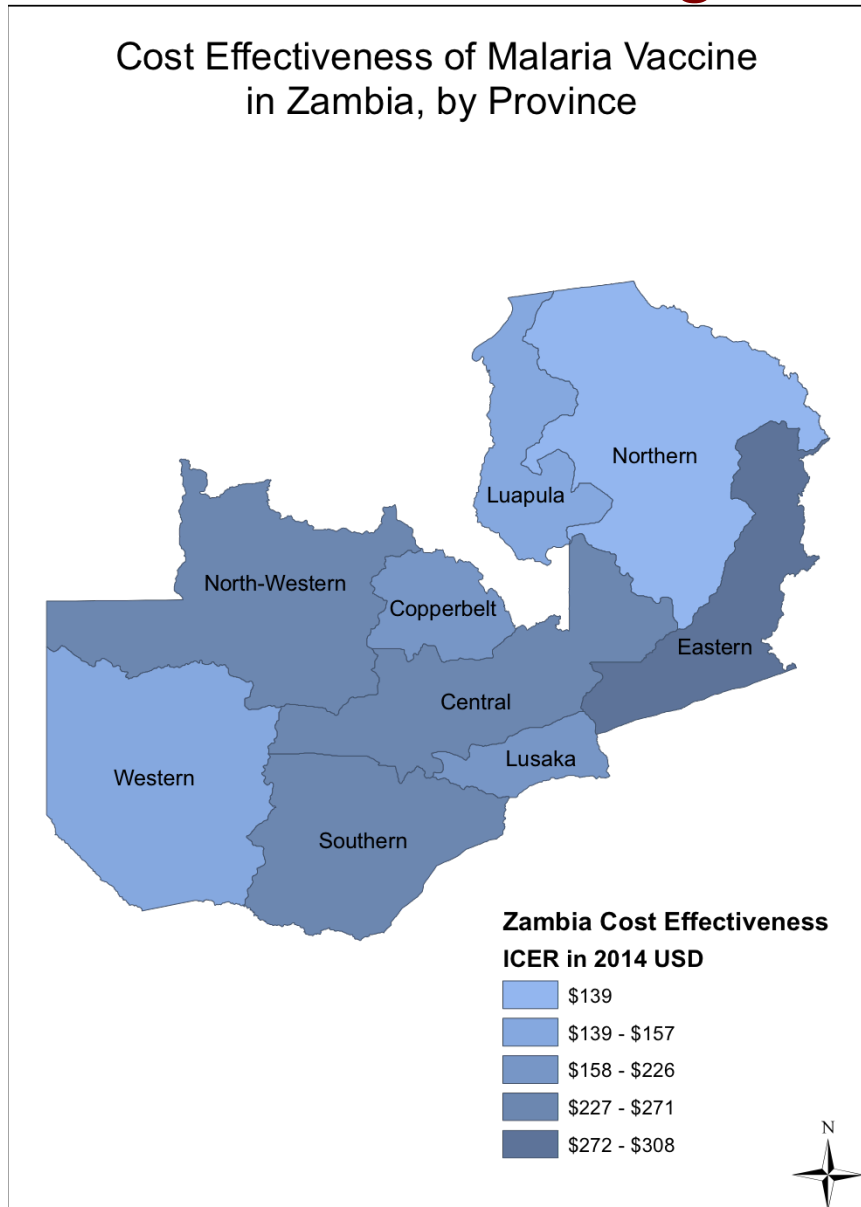 Cost Effectiveness of Malaria Vaccine
in Zambia, by Province
Northern
Luapula
North-Western
Copperbelt
Eastern
Central
Lusaka
Western
Southern
Zambia Cost Effectiveness
ICER in 2014 USD
$139
$139 - $157
$158 - $226
$227 - $271
$272 - $308
N